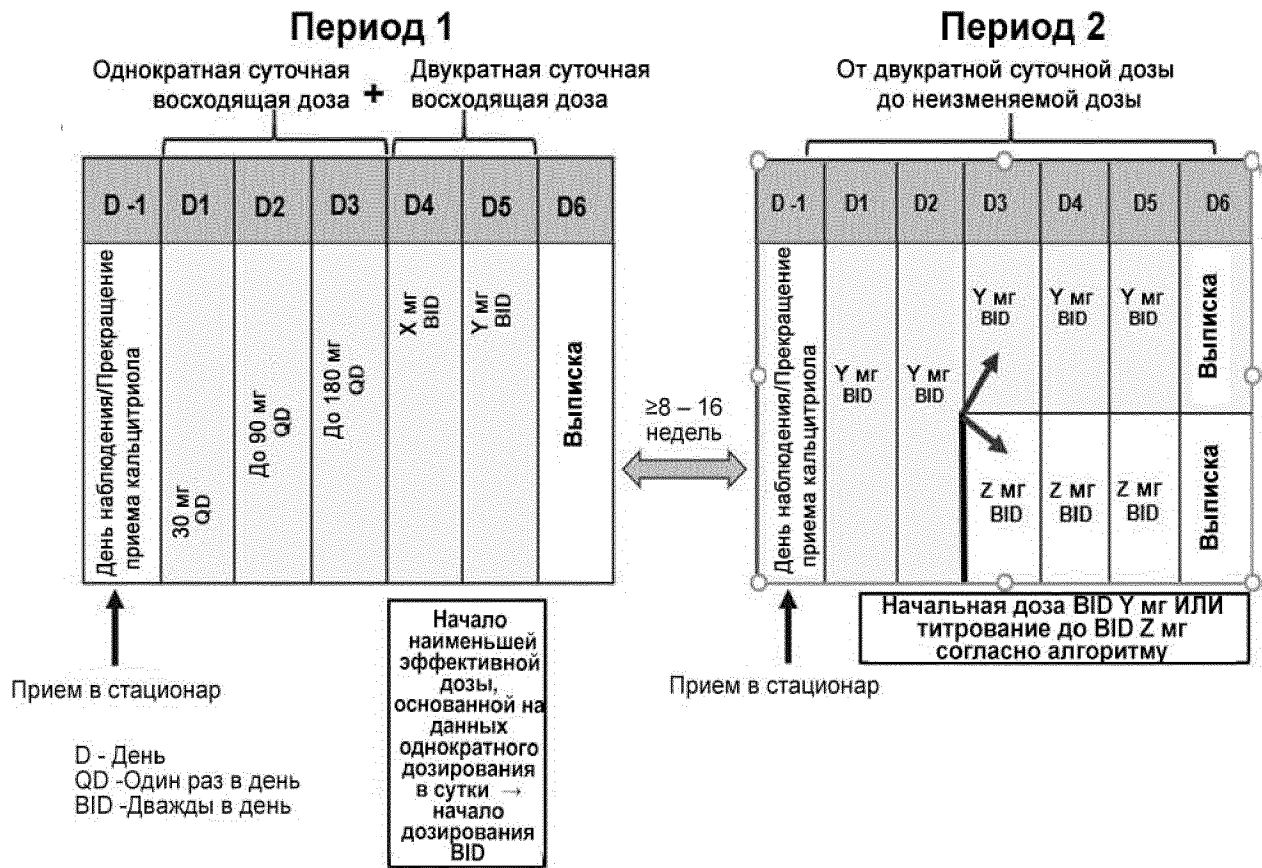 Период 1
Однократная суточная
восходящая доза
+
Двукратная суточная
восходящая доза
D -1
D1
D2
D3
D4
D5
D6
День наблюдения/Прекращение
приема кальцитриола
30 мг
QD
До 90 мг
QD
До 180 мг
QD
X мг
BID
Y мг
BID
Выписка
Прием в стационар
Начало
наименьшей
эффективной
дозы,
основанной на
данных
однократного
дозирования
в сутки →
начало
дозирования
BID
D - День
QD -Один раз в день
BID -Дважды в день
≥8 – 16
недель
Период 2
От двукратной суточной дозы
до неизменяемой дозы
D -1
D1
D2
D3
D4
D5
D6
День наблюдения/Прекращение
приема кальцитриола
Y мг
BID
Y мг
BID
Y мг
BID
Y мг
BID
Y мг
BID
Выписка
Z мг
BID
Z мг
BID
Z мг
BID
Выписка
Начальная доза BID Y мг ИЛИ
титрование до BID Z мг
согласно алгоритму
Прием в стационар